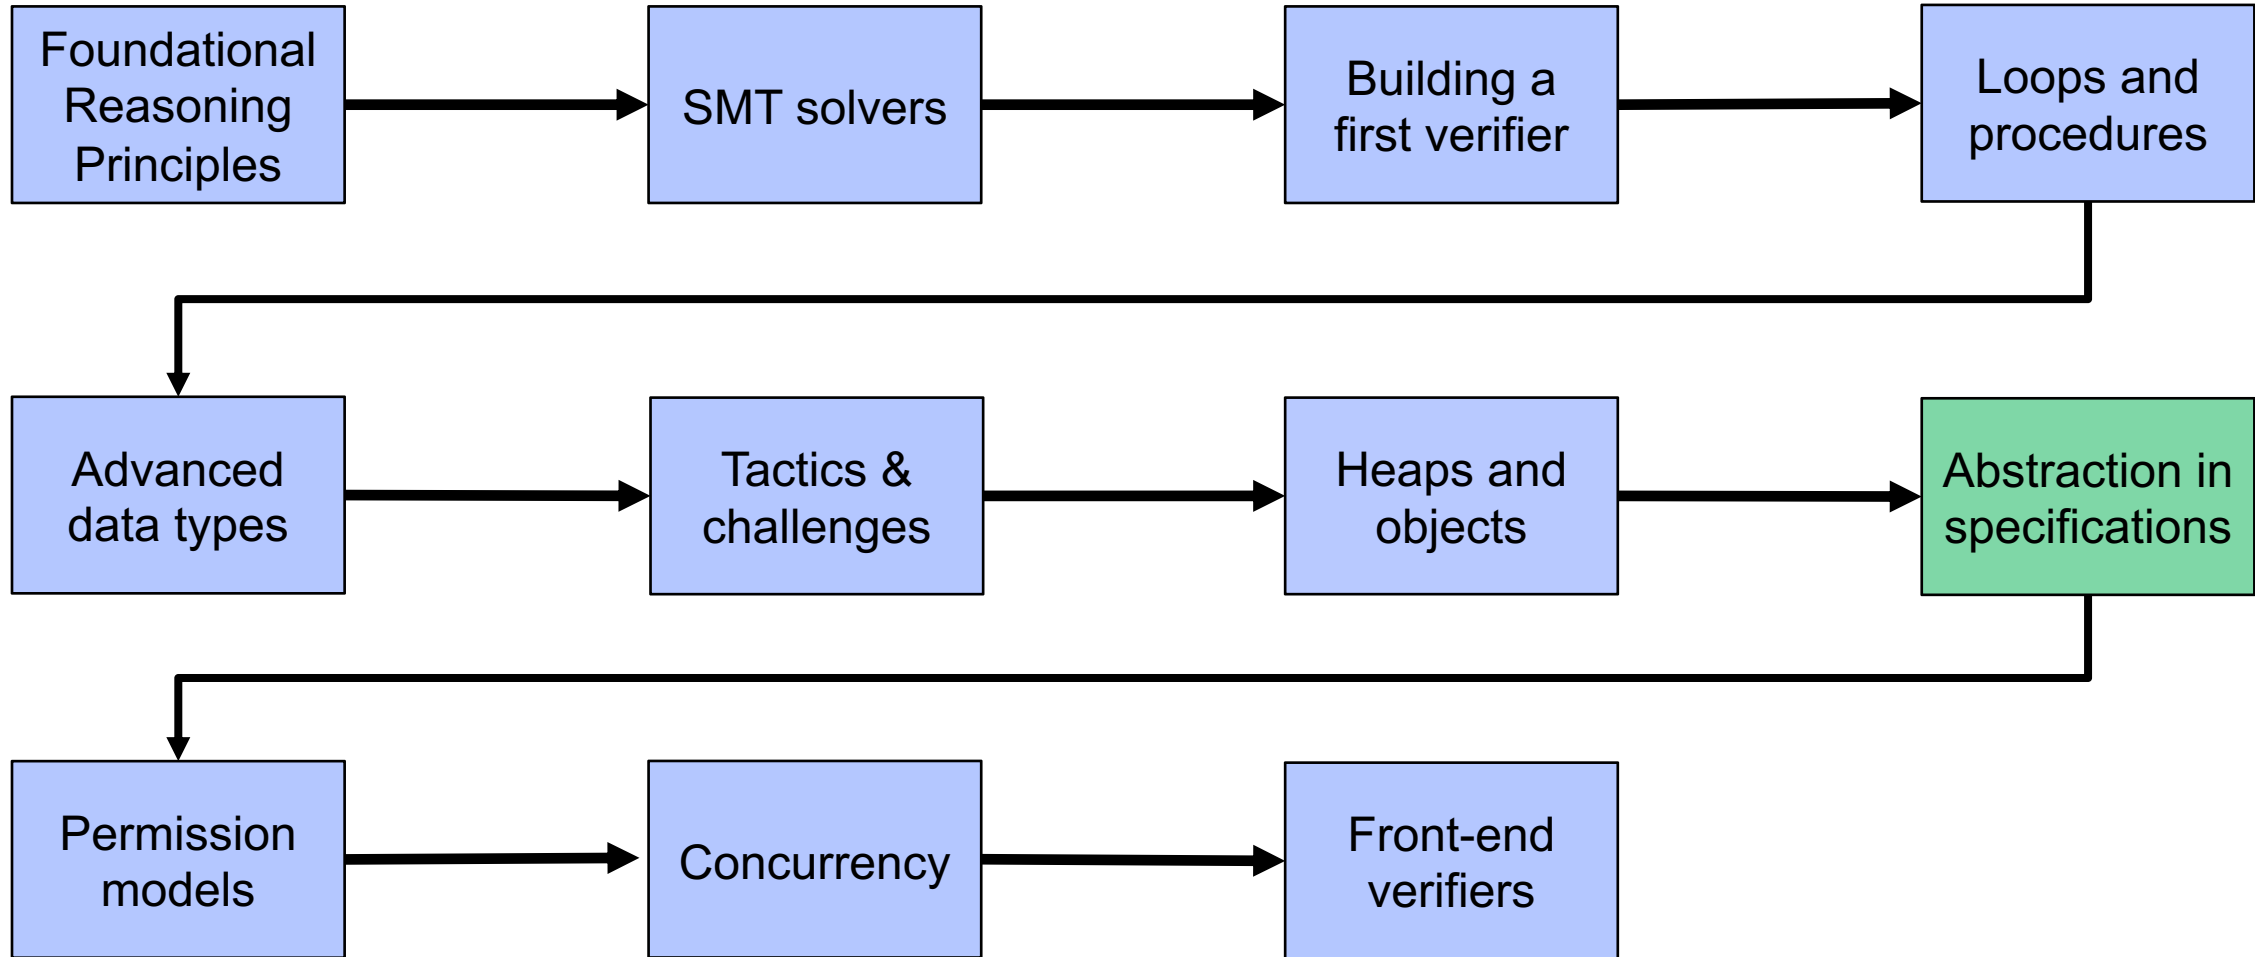 Foundational
Reasoning
Principles
SMT solvers
Building a
first verifier
Loops and
procedures
Advanced
data types
Tactics &
challenges
Heaps and
objects
Abstraction in
specifications
Permission
models
Concurrency
Front-end
verifiers